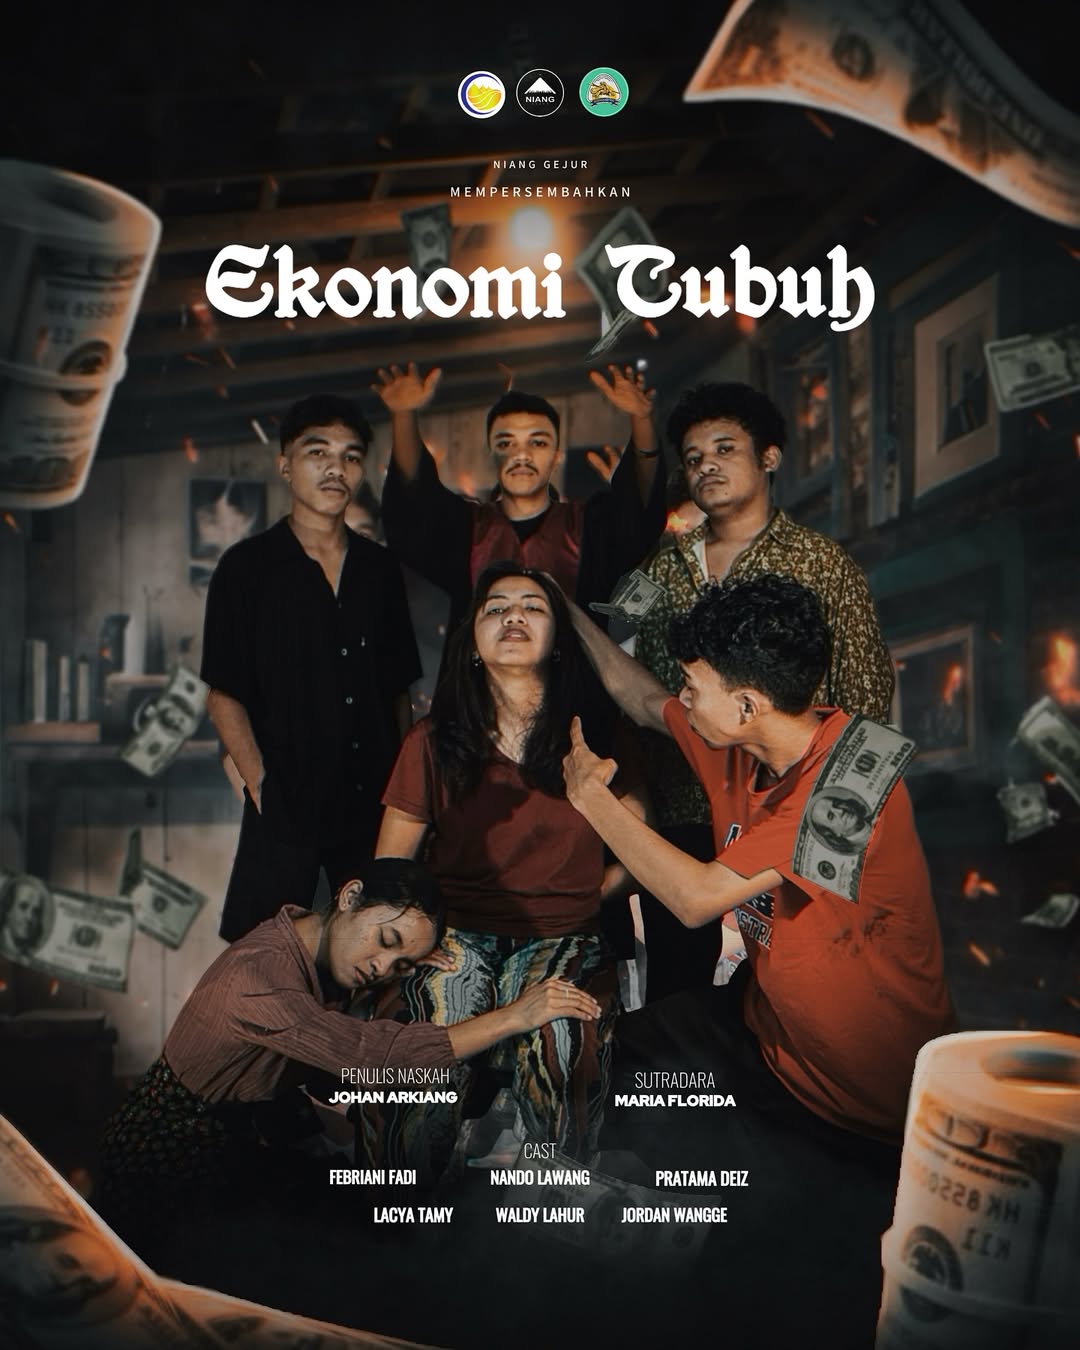 NIANG
NIANG GEJUR
MEMPERSEMBAHKAN
Ekonomi Tubuh
PENULIS NASKAH
JOHAN ARKIANG
SUTRADARA
MARIA FLORIDA
CAST
FEBRIANI FADI NANDO LAWANG PRATAMA DEIZ
LACYA TAMY WALDY LAHUR JORDAN WANGGE